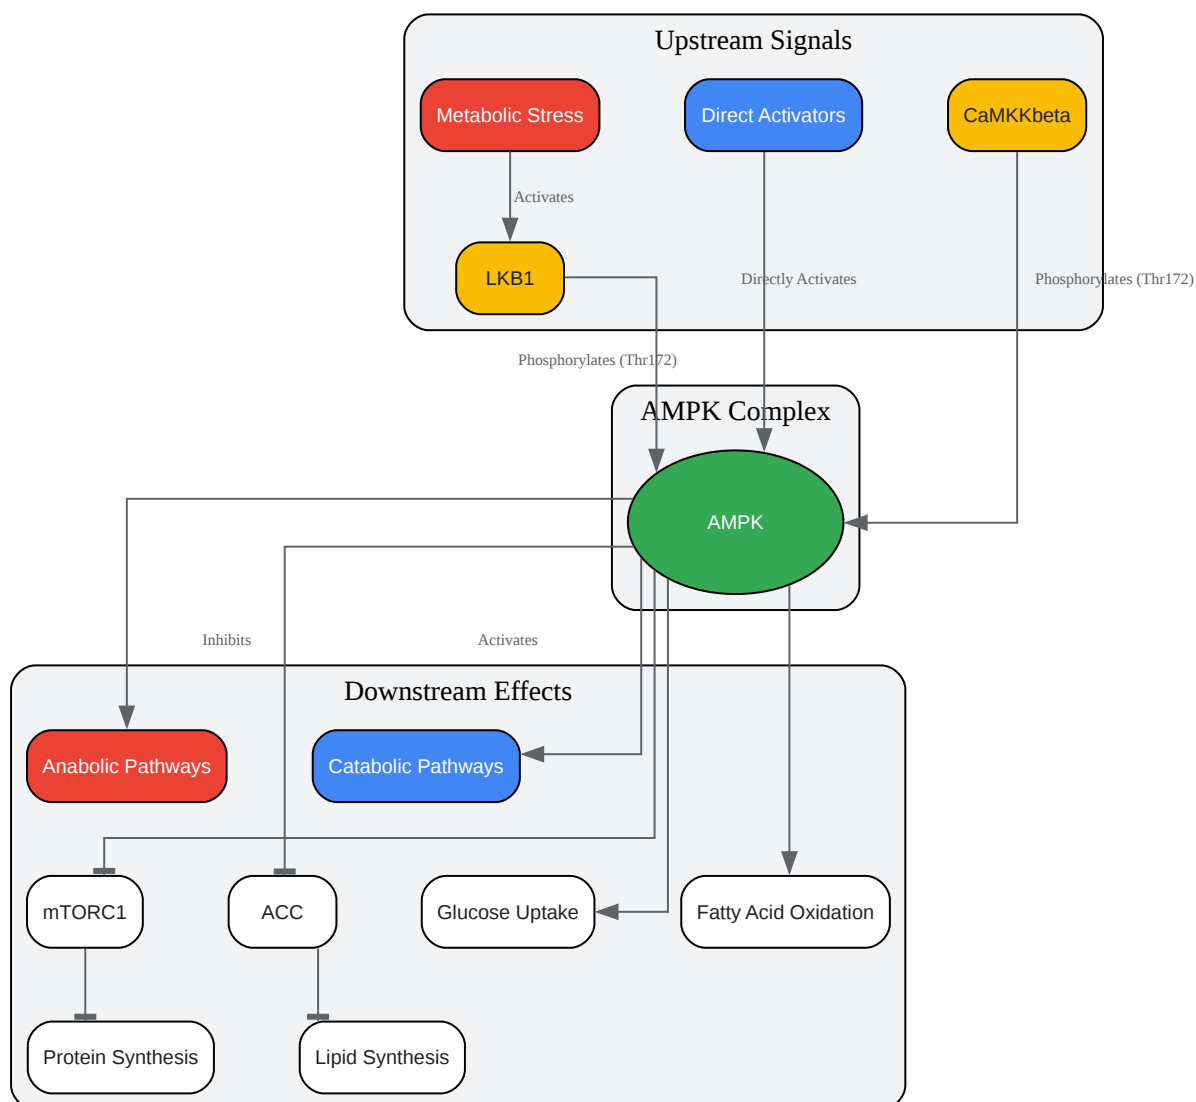 Upstream Signals
Metabolic Stress
Direct Activators
CaMKKbeta
Activates
LKB1
Directly Activates
Phosphorylates (Thr172)
Phosphorylates (Thr172)
AMPK Complex
AMPK
Inhibits
Activates
Downstream Effects
Anabolic Pathways
Catabolic Pathways
mTORC1
ACC
Glucose Uptake
Fatty Acid Oxidation
Protein Synthesis
Lipid Synthesis